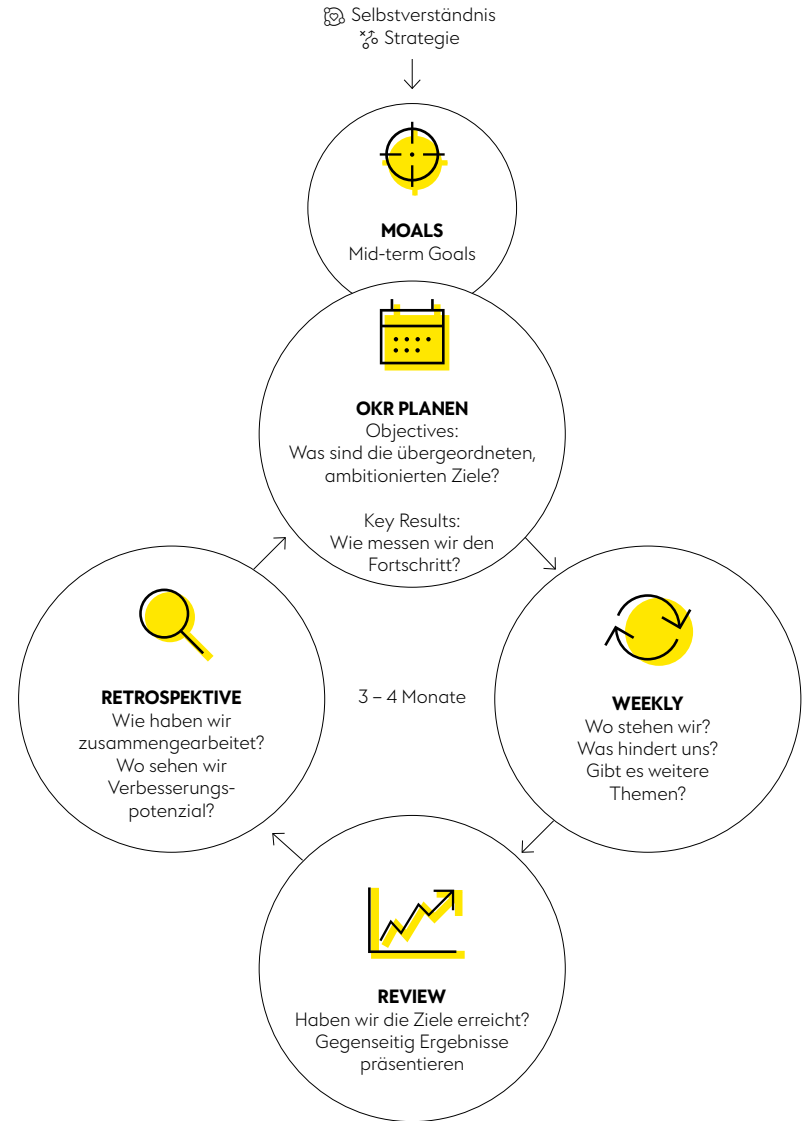 Selbstverständnis
Strategie
MOALS
Mid-term Goals
OKR PLANEN
Objectives:
Was sind die übergeordneten,
ambitionierten Ziele?
Key Results:
Wie messen wir den
Fortschritt?
RETROSPEKTIVE
Wie haben wir
zusammengearbeitet?
Wo sehen wir
Verbesserungs-
potenzial?
3 – 4 Monate
WEEKLY
Wo stehen wir?
Was hindert uns?
Gibt es weitere
Themen?
REVIEW
Haben wir die Ziele erreicht?
Gegenseitig Ergebnisse
präsentieren